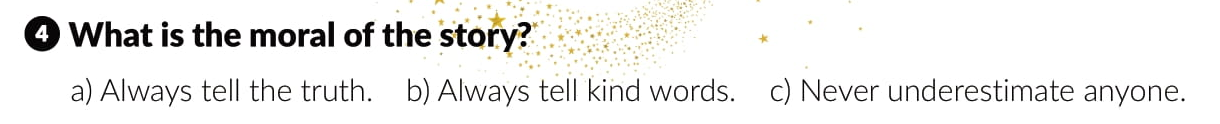 4 What is the moral of the story?
a) Always tell the truth. b) Always tell kind words. c) Never underestimate anyone.